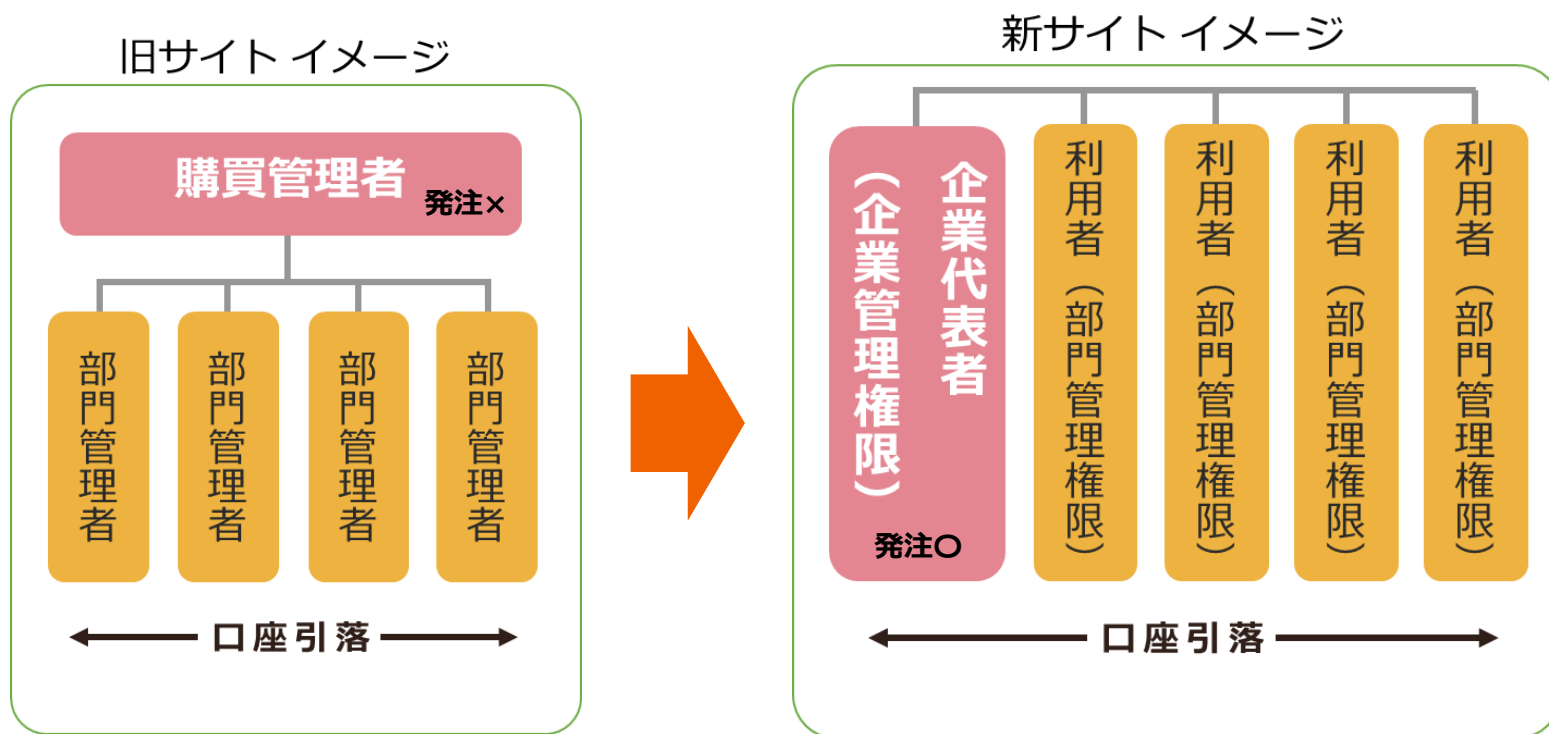 旧サイト イメージ
購買管理者
発注×
部門管理者
部門管理者
部門管理者
部門管理者
口座引落
新サイト イメージ
企業代表者
（企業管理権限）
発注〇
利用者（部門管理権限）
利用者（部門管理権限）
利用者（部門管理権限）
利用者（部門管理権限）
口座引落